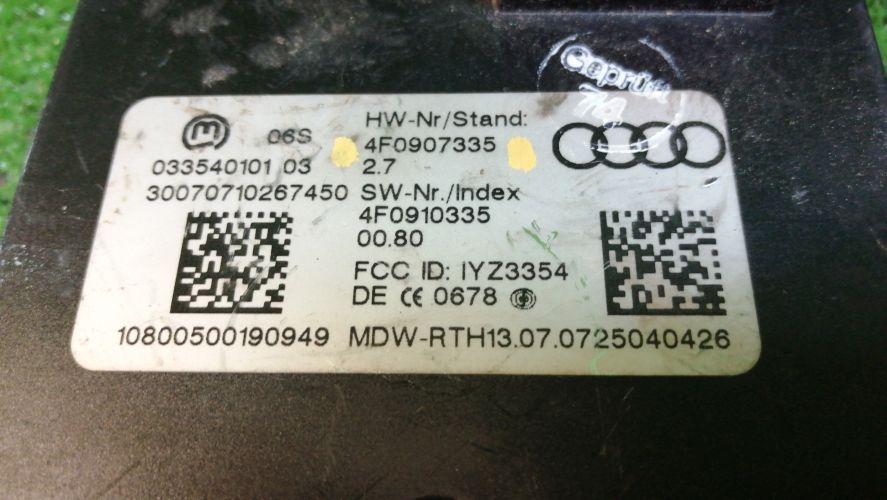 Geprüft
06S
HW-Nr/Stand:
4F0907335
033540101 03
2.7
30070710267450
SW-Nr./Index
4F0910335
00.80
FCC ID: IYZ3354
DE CE 0678
10800500190949
MDW-RTH13.07.0725040426